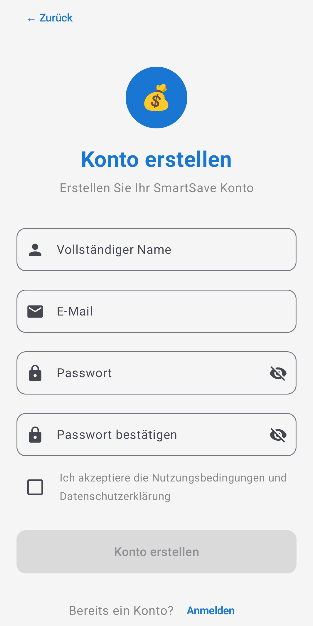 ← Zurück
Konto erstellen
Erstellen Sie Ihr SmartSave Konto
Vollständiger Name
E-Mail
Passwort
Passwort bestätigen
Ich akzeptiere die Nutzungsbedingungen und
Datenschutzerklärung
Konto erstellen
Bereits ein Konto? Anmelden